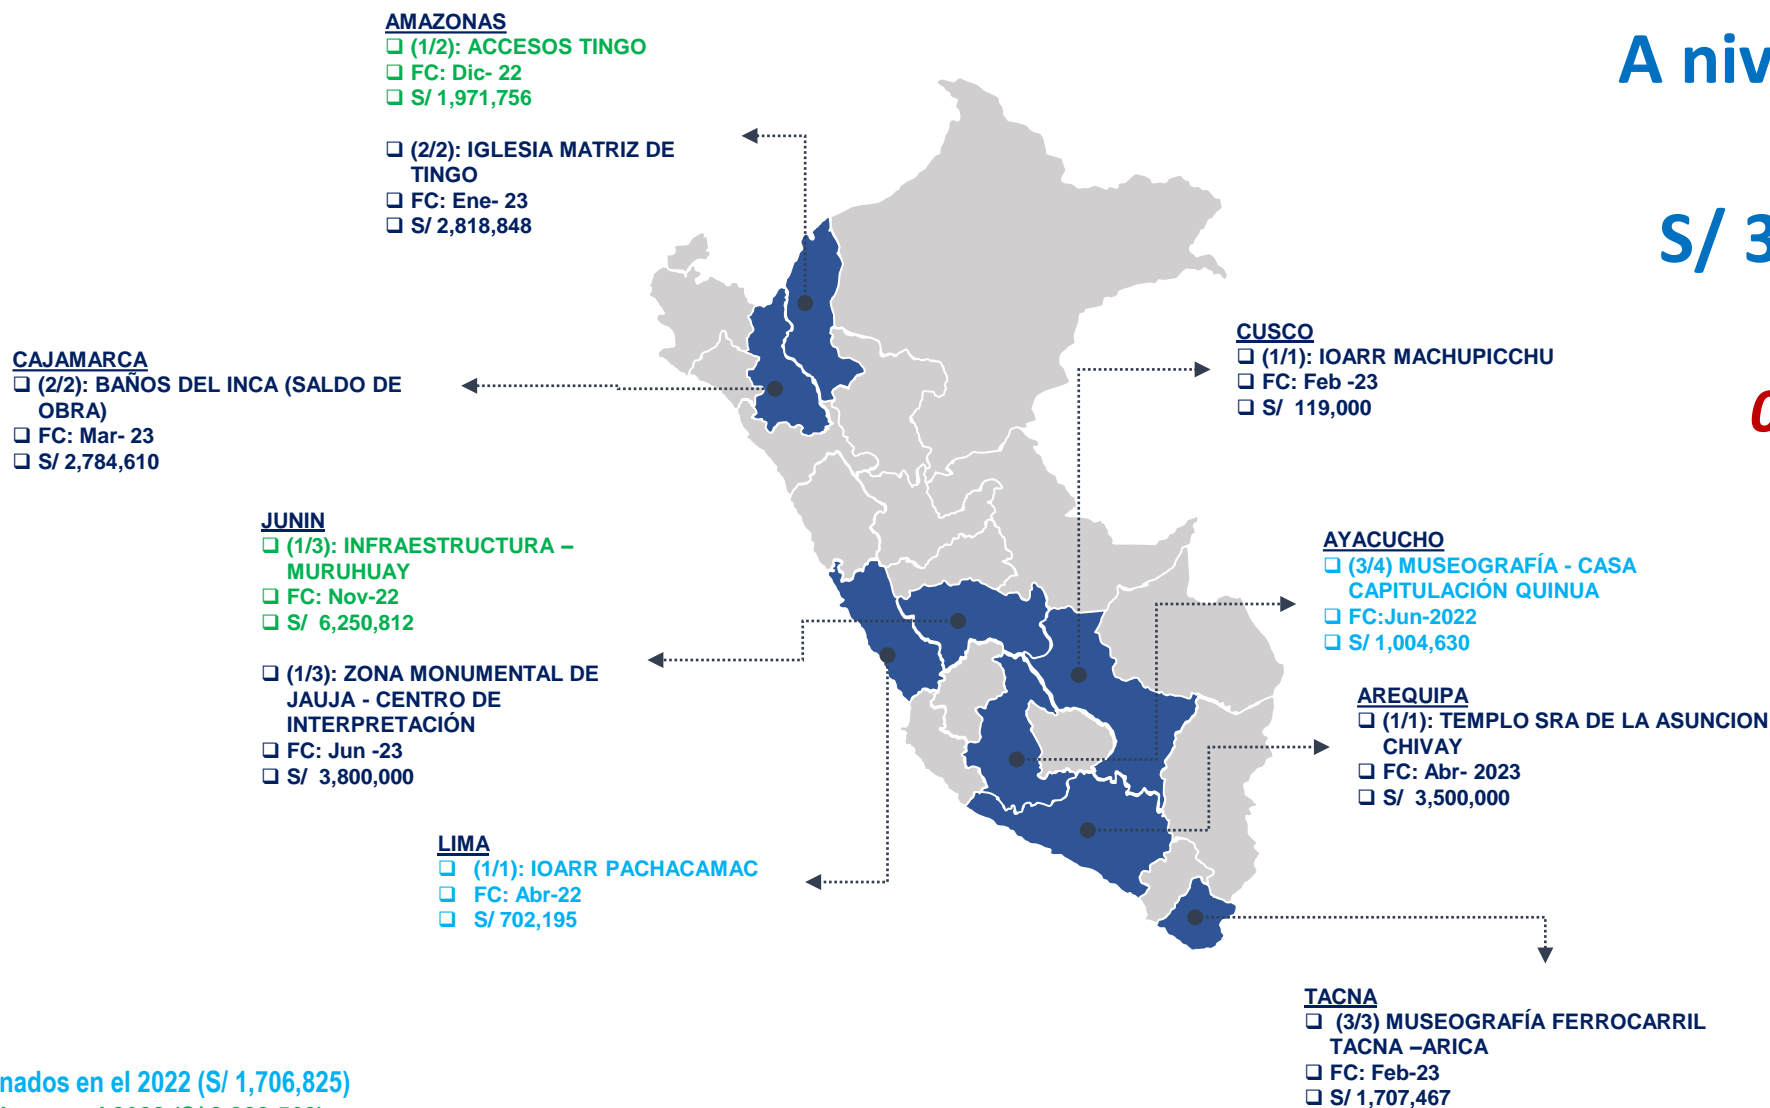 AMAZONAS
❑ (1/2): ACCESOS TINGO
❑ FC: Dic- 22
❑ S/ 1,971,756
❑ (2/2): IGLESIA MATRIZ DE
TINGO
❑ FC: Ene- 23
❑ S/ 2,818,848
A niv
S/ 3
CAJAMARCA
❑ (2/2): BAÑOS DEL INCA (SALDO DE
OBRA)
❑ FC: Mar- 23
❑ S/ 2,784,610
CUSCO
❑ (1/1): IOARR MACHUPICCHU
❑ FC: Feb -23
❑ S/ 119,000
JUNIN
❑ (1/3): INFRAESTRUCTURA –
MURUHUAY
❑ FC: Nov-22
❑ S/ 6,250,812
❑ (1/3): ZONA MONUMENTAL DE
JAUJA - CENTRO DE
INTERPRETACIÓN
❑ FC: Jun -23
❑ S/ 3,800,000
AYACUCHO
❑ (3/4) MUSEOGRAFÍA - CASA
CAPITULACIÓN QUINUA
❑ FC:Jun-2022
❑ S/ 1,004,630
AREQUIPA
❑ (1/1): TEMPLO SRA DE LA ASUNCION
CHIVAY
❑ FC: Abr- 2023
❑ S/ 3,500,000
LIMA
❑ (1/1): IOARR PACHACAMAC
❑ FC: Abr-22
❑ S/ 702,195
TACNA
❑ (3/3) MUSEOGRAFÍA FERROCARRIL
TACNA –ARICA
❑ FC: Feb-23
❑ S/ 1,707,467
nados en el 2022 (S/ 1,706,825)